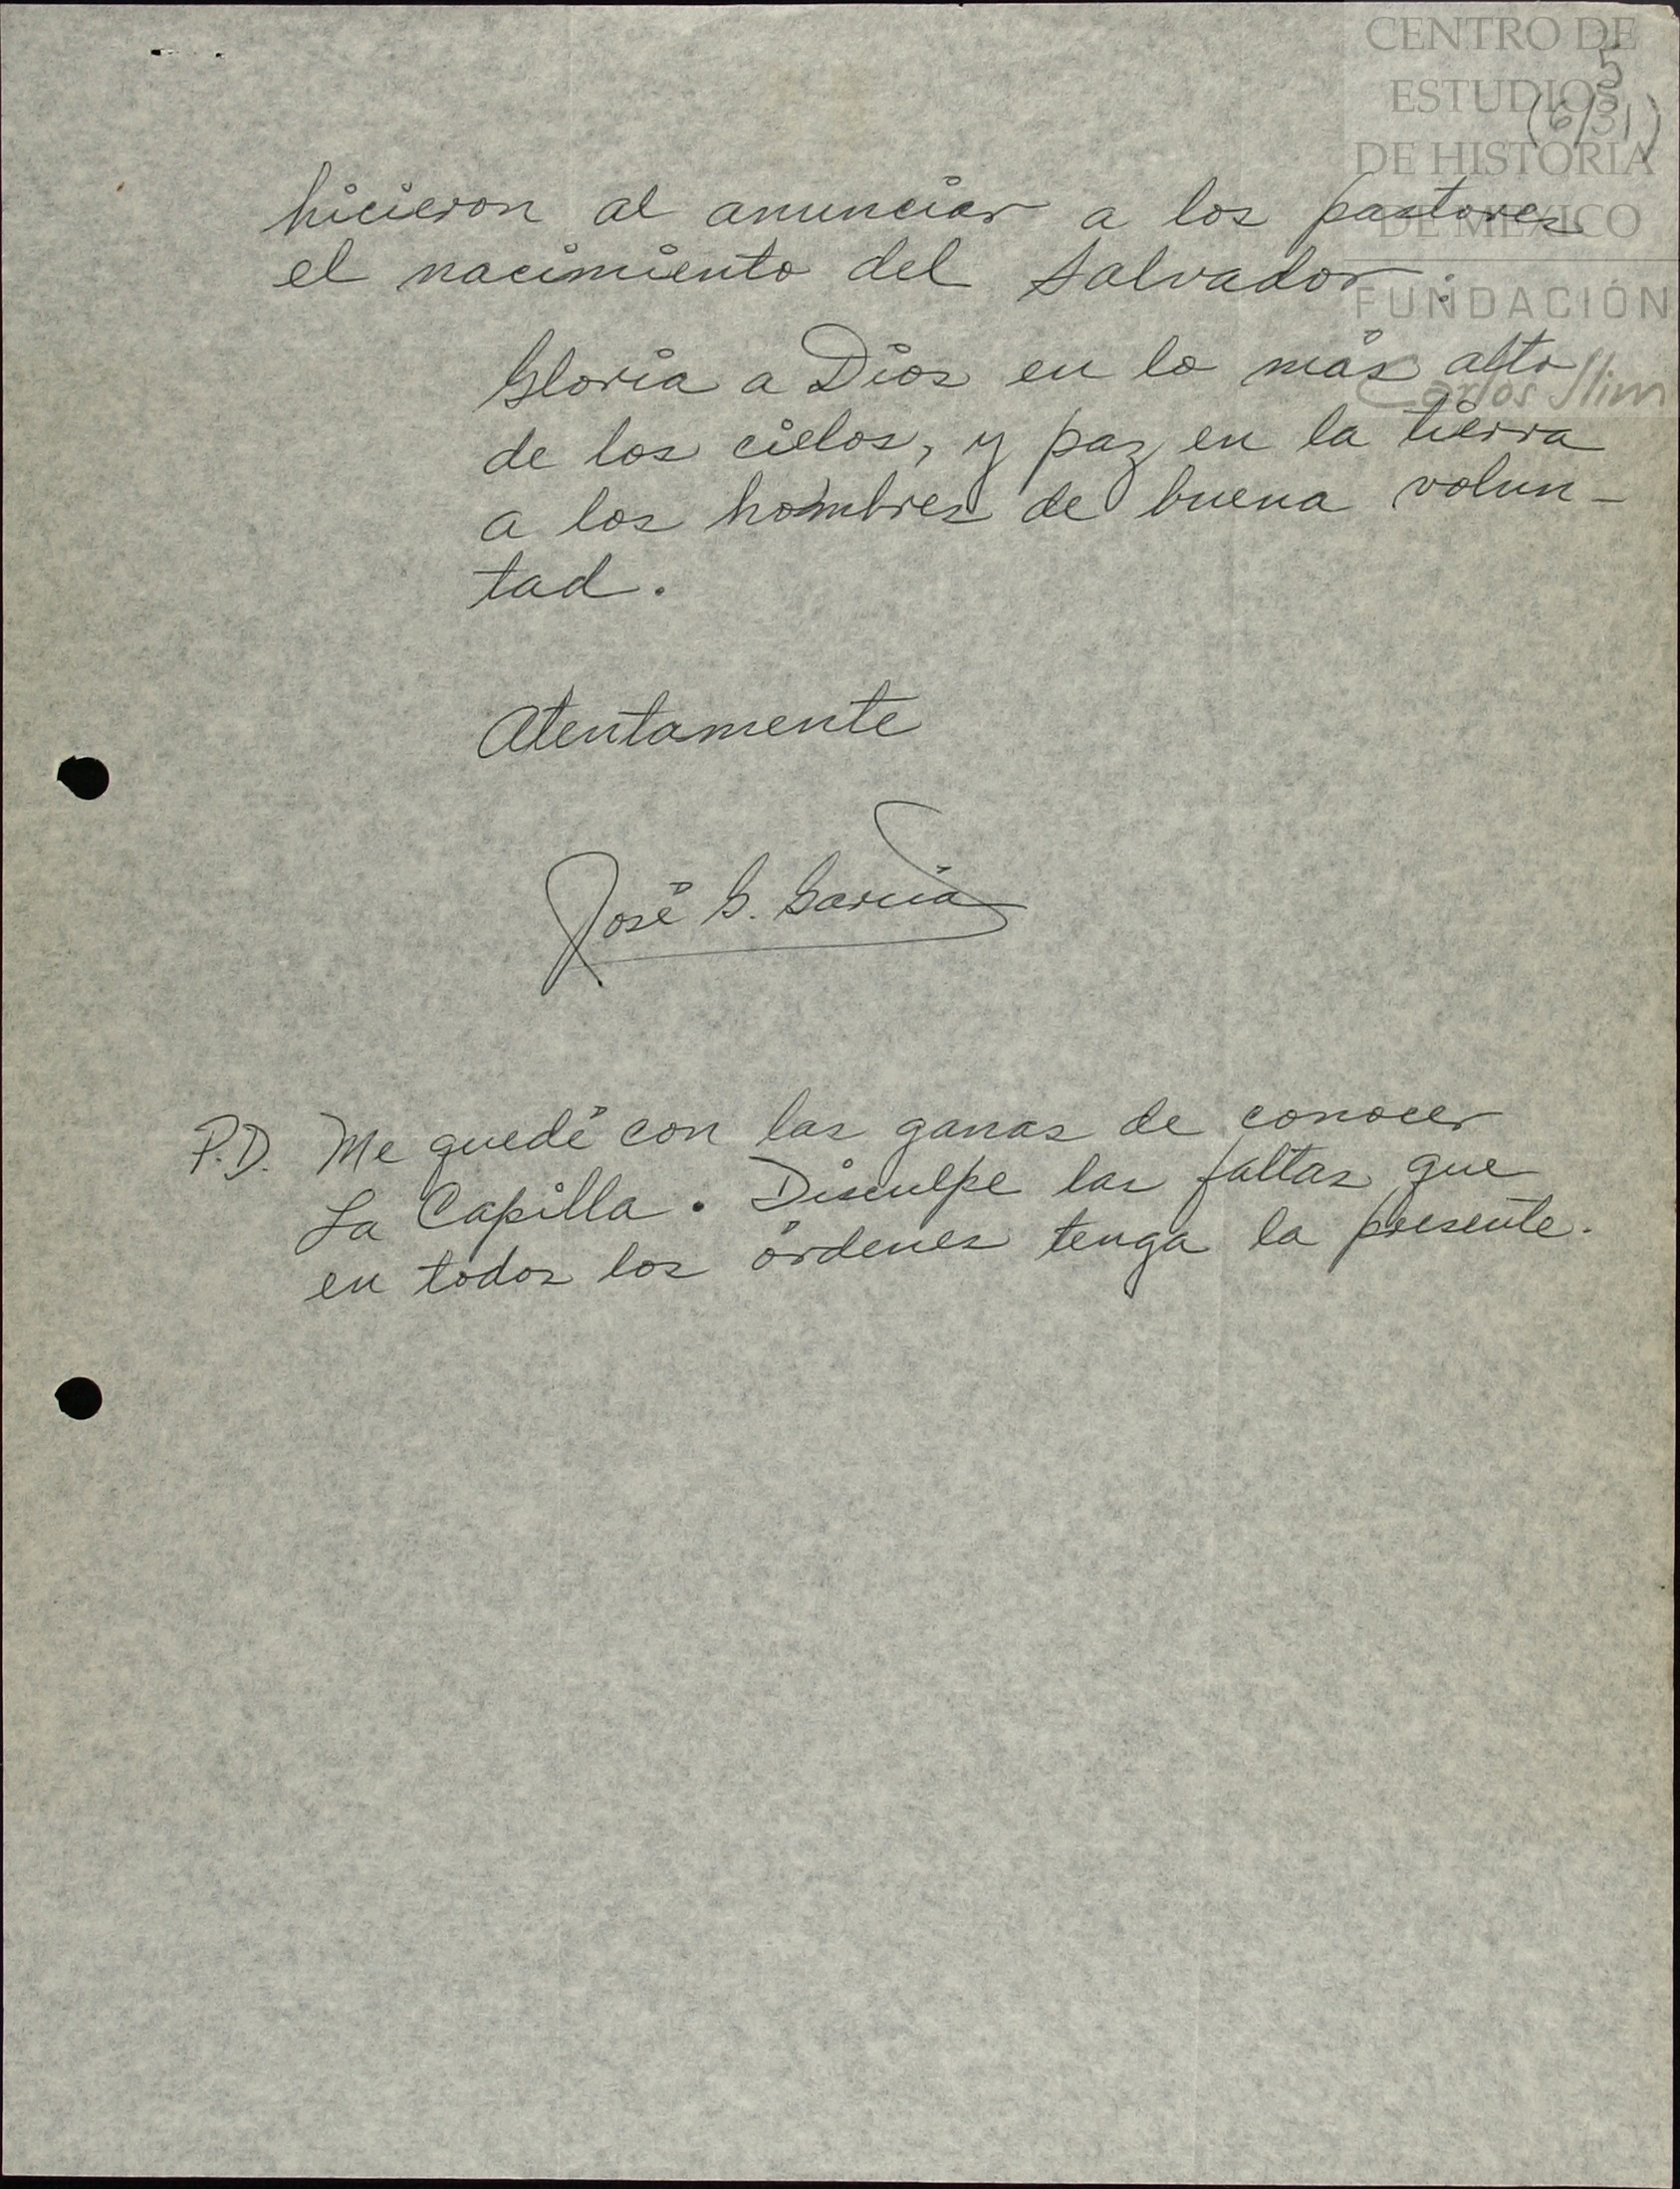 CENTRO DE
5
ESTUDIOS
(6/31)
DE HISTORIA
DE MÉXICO
FUNDACIÓN
Carlos Slim
hicieron al anunciar a los pastores
el nacimiento del Salvador :
Gloria a Dios en lo más alto
de los cielos, y paz en la tierra
a los hombres de buena volun-
tad.
Atentamente
José G. García
P.D. Me quedé con las ganas de conocer
La Capilla. Disculpe las faltas que
en todos los órdenes tenga la presente.